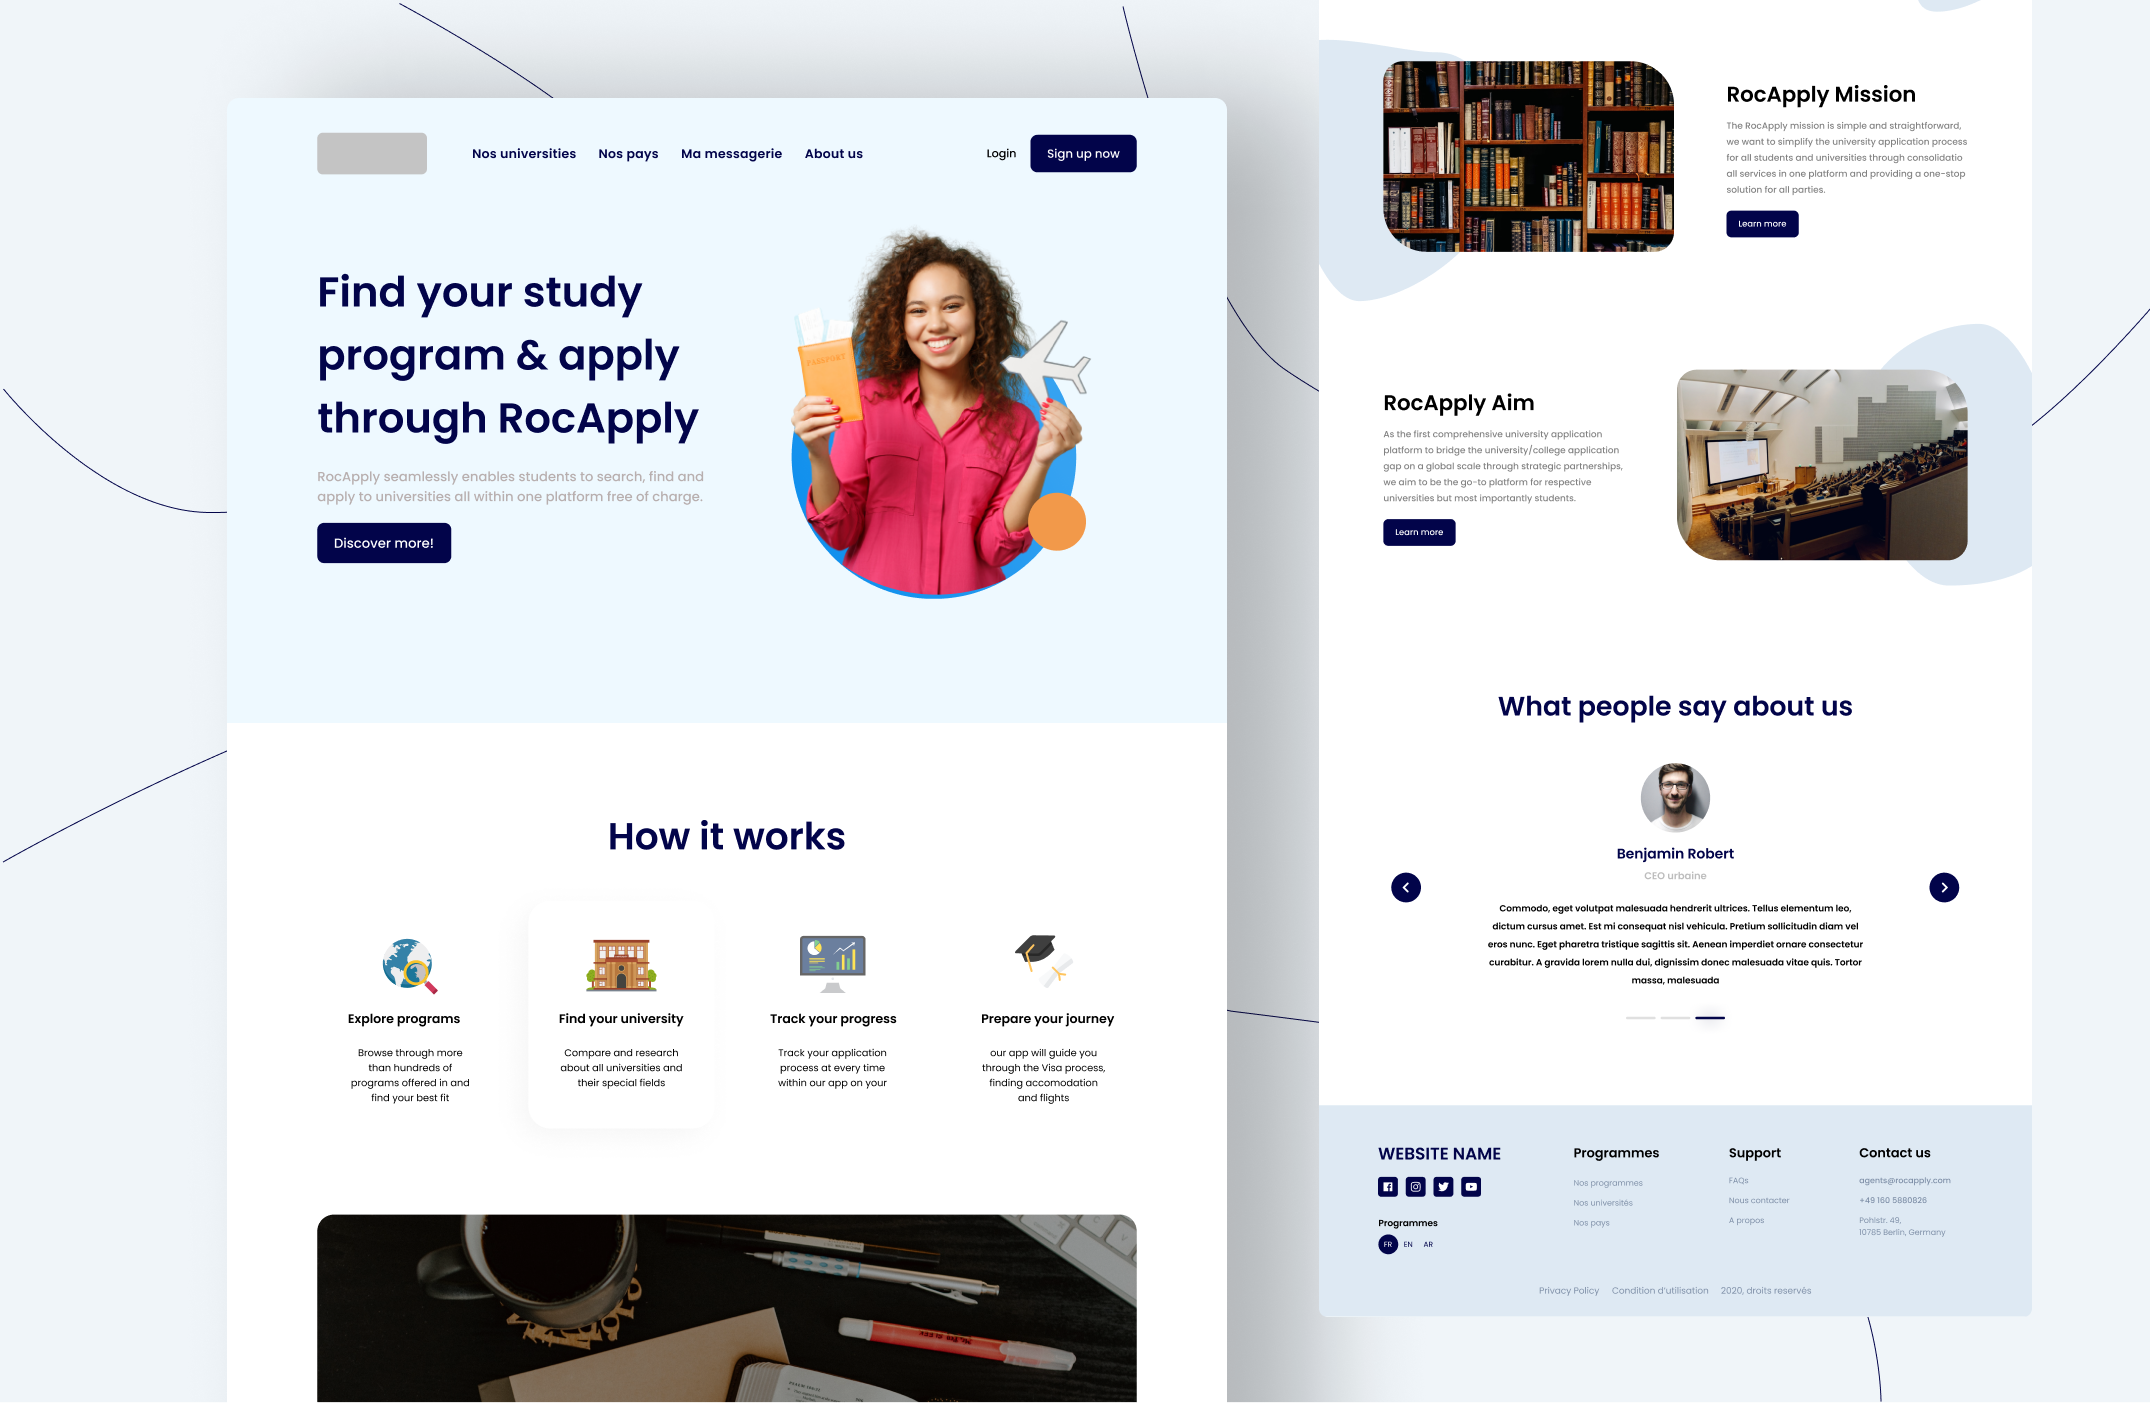 Nos universities
Nos pays
Ma messagerie
About us
Login
Sign up now
Find your study
program & apply
through RocApply
RocApply seamlessly enables students to search, find and
apply to universities all within one platform free of charge.
Discover more!
PASSPORT
How it works
Explore programs
Browse through more
than hundreds of
programs offered in and
find your best fit
Find your university
Compare and research
about all universities and
their special fields
Track your progress
Track your application
process at every time
within our app on your
Prepare your journey
our app will guide you
through the Visa process,
finding accomodation
and flights
RocApply Mission
The RocApply mission is simple and straightforward,
we want to simplify the university application process
for all students and universities through consolidatio
all services in one platform and providing a one-stop
solution for all parties.
Learn more
RocApply Aim
As the first comprehensive university application
platform to bridge the university/college application
gap on a global scale through strategic partnerships,
we aim to be the go-to platform for respective
universities but most importantly students.
Learn more
What people say about us
Benjamin Robert
CEO urbaine
Commodo, eget volutpat malesuada hendrerit ultrices. Tellus elementum leo,
dictum cursus amet. Est mi consequat nisl vehicula. Pretium sollicitudin diam vel
eros nunc. Eget pharetra tristique sagittis sit. Aenean imperdiet ornare consectetur
curabitur. A gravida lorem nulla dui, dignissim donec malesuada vitae quis. Tortor
massa, malesuada
WEBSITE NAME
Programmes
FR EN AR
Programmes
Nos programmes
Nos universités
Nos pays
Support
FAQs
Nous contacter
A propos
Contact us
agents@rocapply.com
+49 160 5880826
Pohlstr. 49,
10785 Berlin, Germany
Privacy Policy
Condition d'utilisation
2020, droits reservés